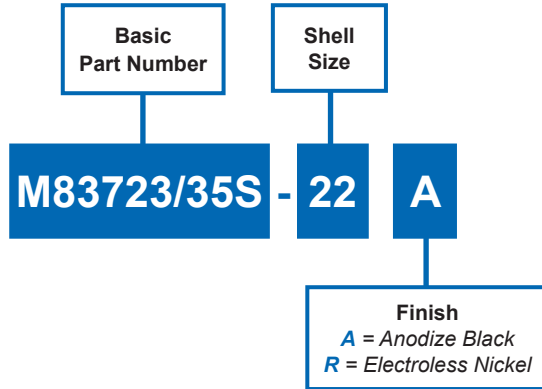 Basic
Part Number
Shell
Size
M83723/35S - 22 A
Finish
A = Anodize Black
R = Electroless Nickel